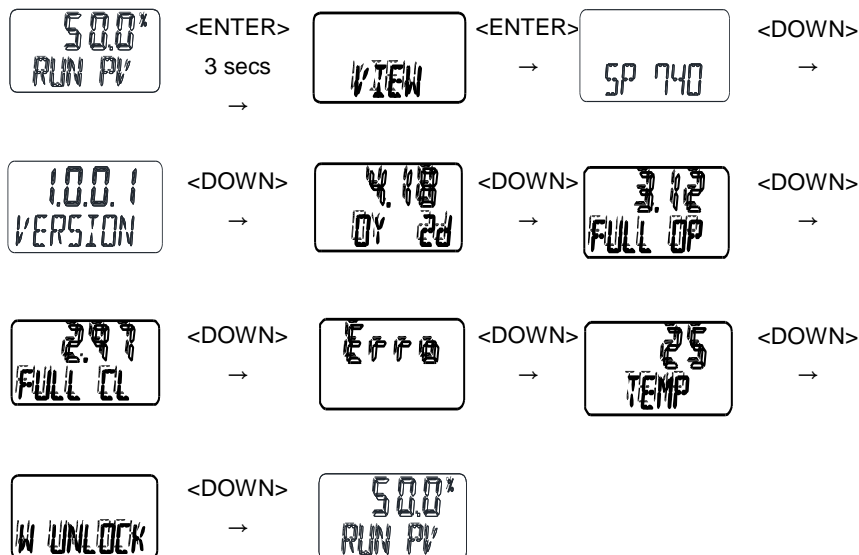 50.0%
RUN PV
<ENTER>
3 secs
→
VIEW
<ENTER>
→
SP 740
<DOWN>
→
1.0.0.1
VERSION
<DOWN>
→
4.18
0Y 2d
<DOWN>
→
3.12
FULL OP
<DOWN>
→
2.97
FULL CL
<DOWN>
→
Erro
<DOWN>
→
25
TEMP
<DOWN>
→
W UNLOCK
<DOWN>
→
50.0%
RUN PV